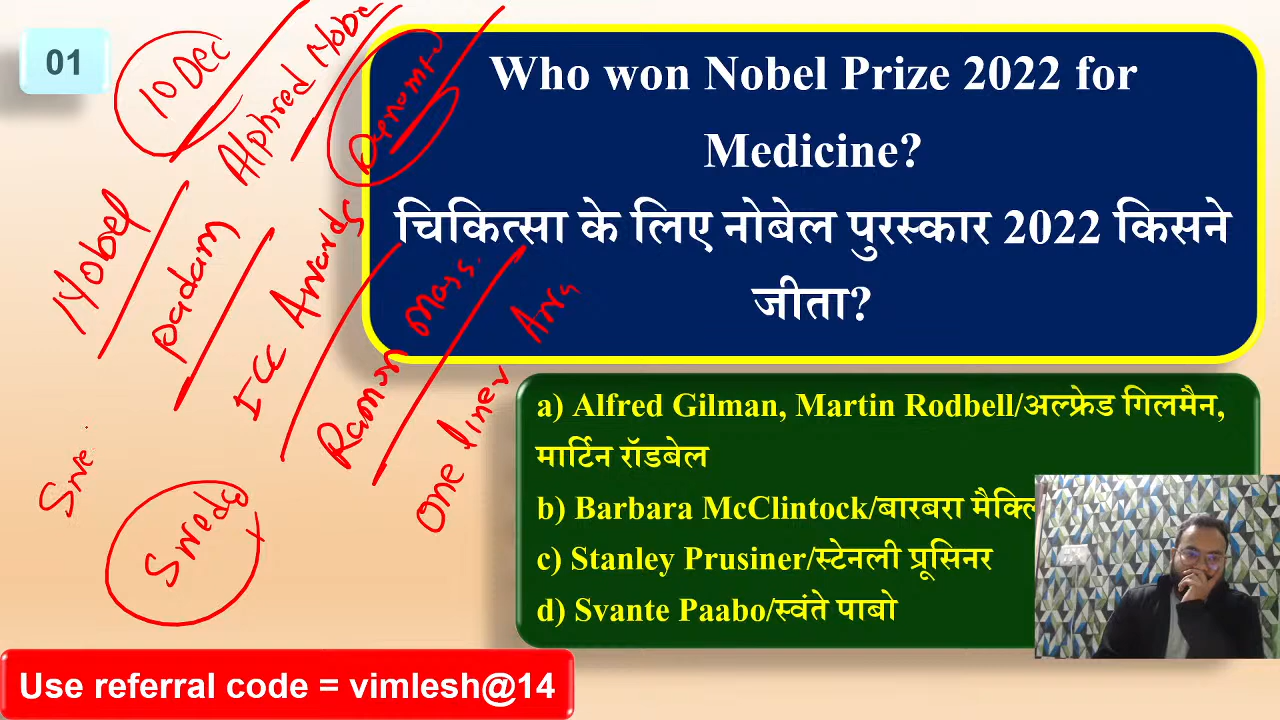 01
Who won Nobel Prize 2022 for
Medicine?
चिकित्सा के लिए नोबेल पुरस्कार 2022 किसने
जीता?
a) Alfred Gilman, Martin Rodbell/अल्फ्रेड गिलमैन,
मार्टिन रॉडबेल
b) Barbara McClintock/बारबरा मैक्लि
c) Stanley Prusiner/स्टेनली प्रूसिनर
d) Svante Paabo/स्वंते पाबो
10 Dec
Nobel
Alphred Nobe
padam
ICC Awards
Ramon Mass.
One liner
Use referral code = vimlesh@14